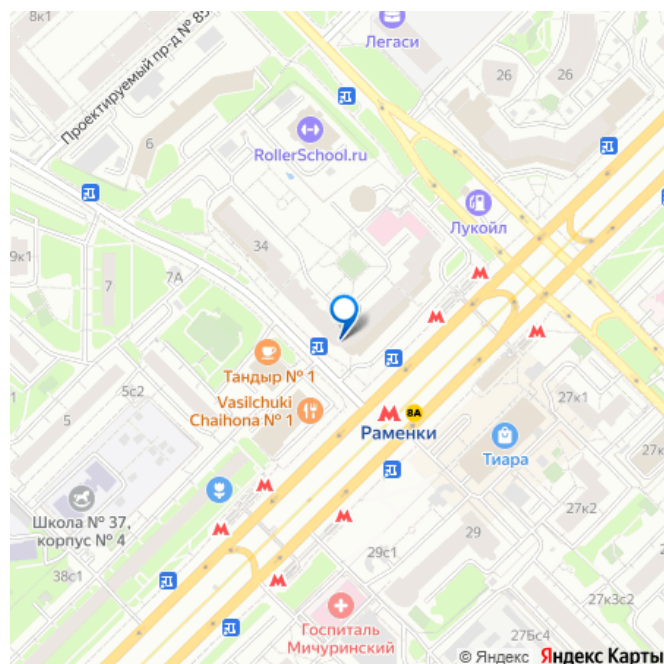 8к1
Легаси
Проектируемый пр-д № 83
26
26
6
RollerSchool.ru
Лукойл
34
9к1
7А
7
Тандыр № 1
5с2
Vasilchuki
Chaihona № 1
8А
Раменки
27к1
5
Тиара
27к
Школа № 37,
корпус № 4
27к2
29
29с1
38с1
27к3с2
Госпиталь
Мичуринский
27Бс4
© Яндекс Яндекс Карты